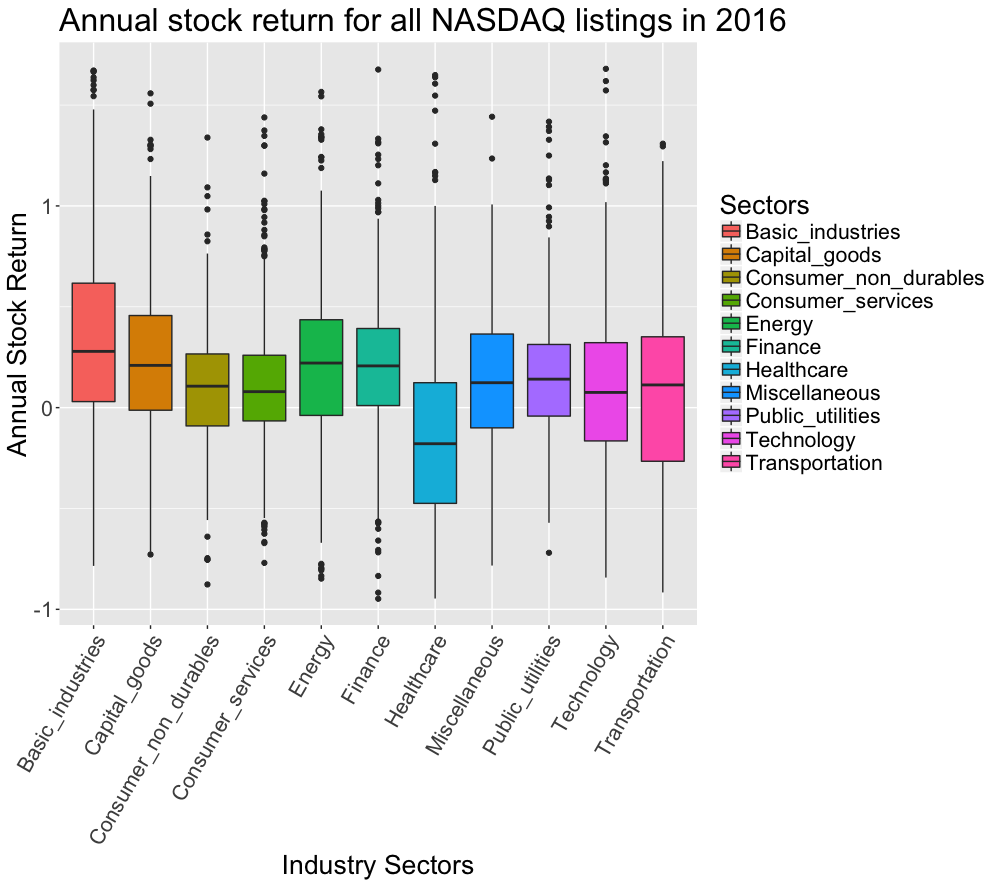 Annual stock return for all NASDAQ listings in 2016
Annual Stock Return
1
0
-1
Basic_industries
Capital_goods
Consumer_non_durables
Consumer_services
Energy
Finance
Healthcare
Miscellaneous
Public_utilities
Technology
Transportation
Industry Sectors
Sectors
Basic_industries
Capital_goods
Consumer_non_durables
Consumer_services
Energy
Finance
Healthcare
Miscellaneous
Public_utilities
Technology
Transportation